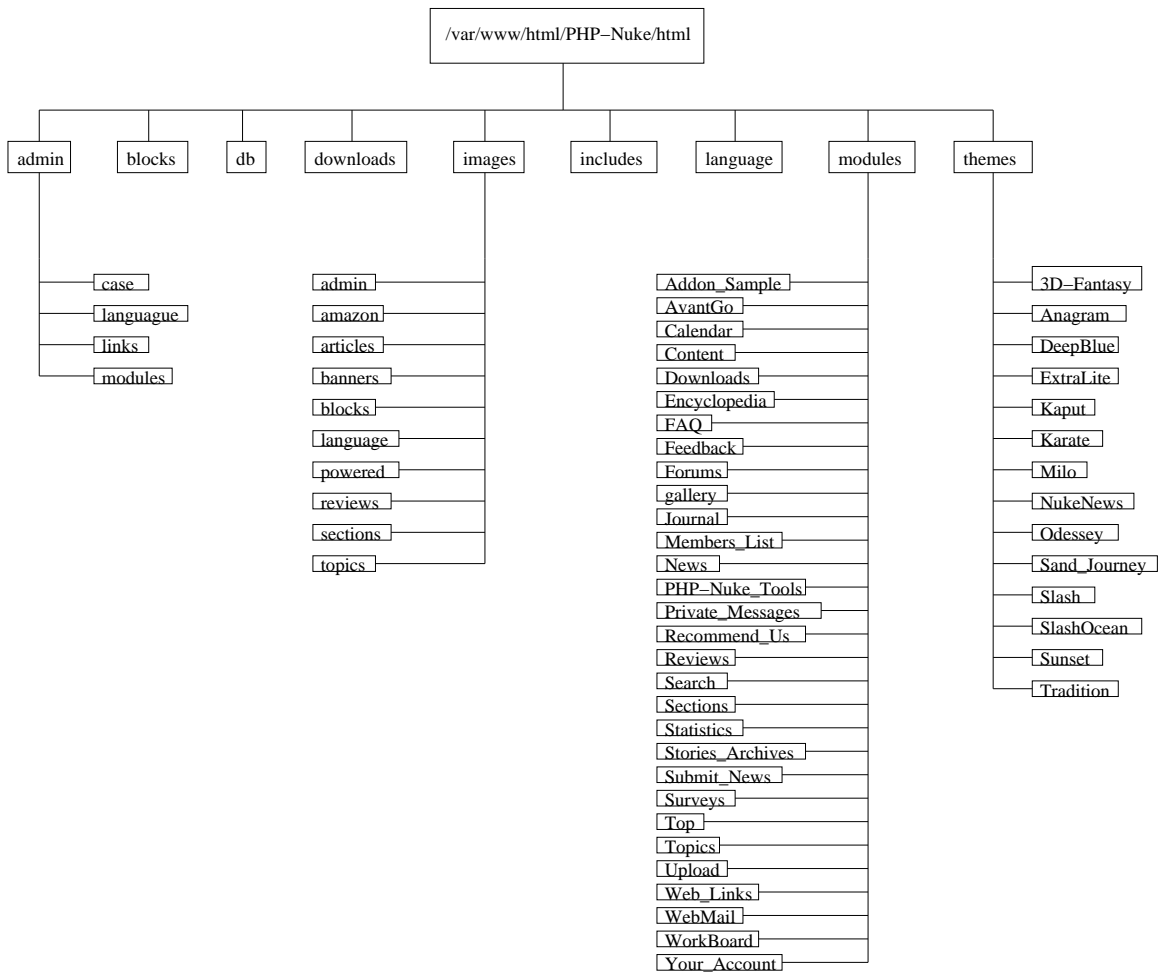 /var/www/html/PHP−Nuke/html
admin
blocks
db
downloads
images
includes
language
modules
themes
case
languague
links
modules
admin
amazon
articles
banners
blocks
language
powered
reviews
sections
topics
Addon_Sample
AvantGo
Calendar
Content
Downloads
Encyclopedia
FAQ
Feedback
Forums
gallery
Journal
Members_List
News
PHP−Nuke_Tools
Private_Messages
Recommend_Us
Reviews
Search
Sections
Statistics
Stories_Archives
Submit_News
Surveys
Top
Topics
Upload
Web_Links
WebMail
WorkBoard
Your_Account
3D−Fantasy
Anagram
DeepBlue
ExtraLite
Kaput
Karate
Milo
NukeNews
Odessey
Sand_Journey
Slash
SlashOcean
Sunset
Tradition